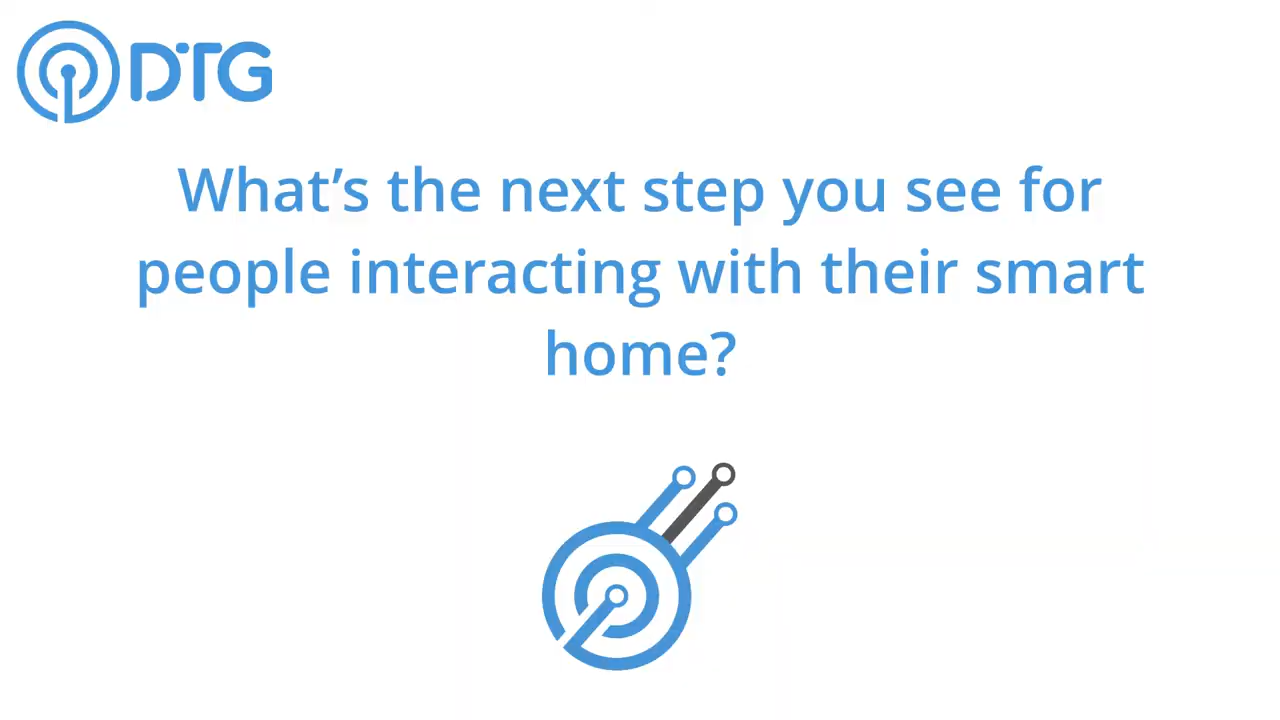 DTG
What’s the next step you see for
people interacting with their smart
home?